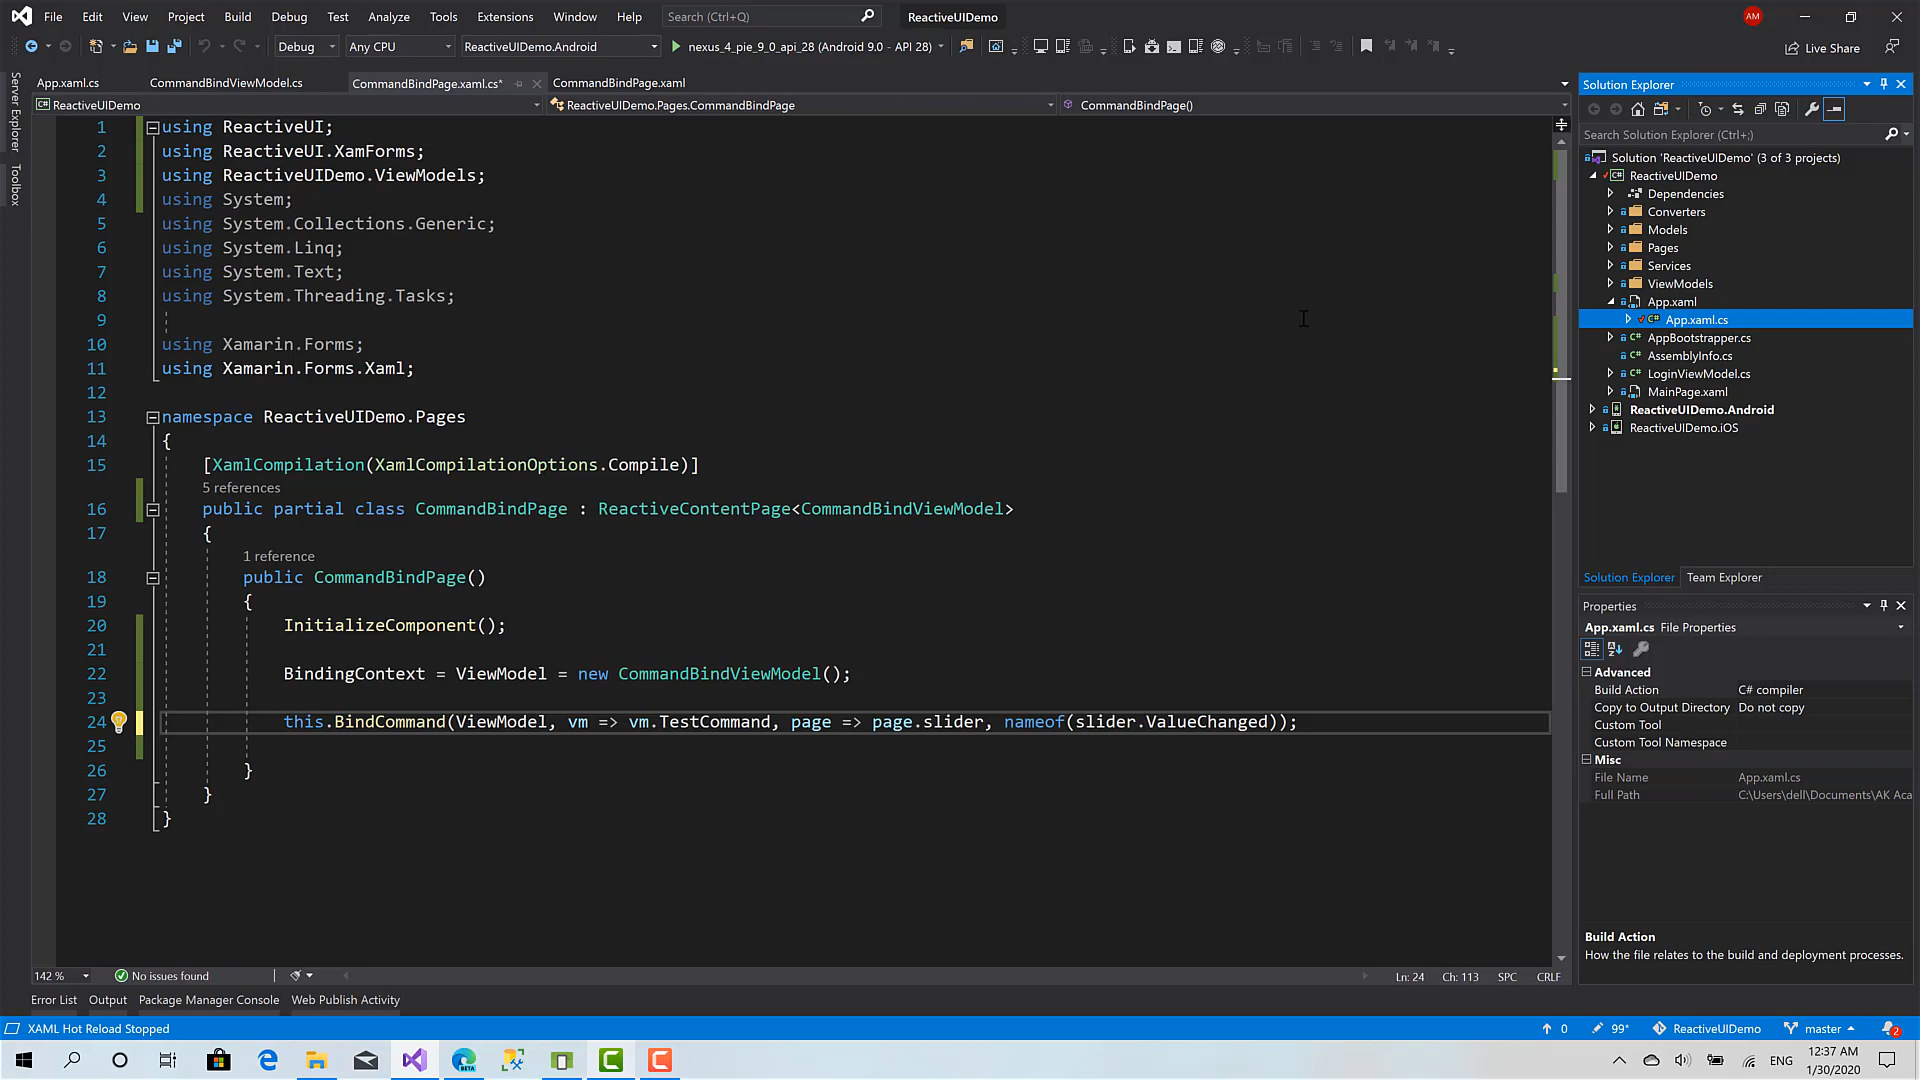 File Edit View Project Build Debug Test Analyze Tools Extensions Window Help Search (Ctrl+Q) ReactiveUIDemo AM
Debug Any CPU ReactiveUIDemo.Android nexus_4_pie_9_0_api_28 (Android 9.0 - API 28) Live Share
Server Explorer
Toolbox
App.xaml.cs CommandBindViewModel.cs CommandBindPage.xaml.cs* CommandBindPage.xaml
ReactiveUIDemo ReactiveUIDemo.Pages.CommandBindPage CommandBindPage()
1 using ReactiveUI;
2 using ReactiveUI.XamForms;
3 using ReactiveUIDemo.ViewModels;
4 using System;
5 using System.Collections.Generic;
6 using System.Linq;
7 using System.Text;
8 using System.Threading.Tasks;
9
10 using Xamarin.Forms;
11 using Xamarin.Forms.Xaml;
12
13 namespace ReactiveUIDemo.Pages
14 {
15 [XamlCompilation(XamlCompilationOptions.Compile)]
5 references
16 public partial class CommandBindPage : ReactiveContentPage<CommandBindViewModel>
17 {
1 reference
18 public CommandBindPage()
19 {
20 InitializeComponent();
21
22 BindingContext = ViewModel = new CommandBindViewModel();
23
24 this.BindCommand(ViewModel, vm => vm.TestCommand, page => page.slider, nameof(slider.ValueChanged));
25
26 }
27 }
28 }
142 % No issues found Ln: 24 Ch: 113 SPC CRLF
Error List Output Package Manager Console Web Publish Activity
Solution Explorer
Search Solution Explorer (Ctrl+;)
Solution 'ReactiveUIDemo' (3 of 3 projects)
ReactiveUIDemo
Dependencies
Converters
Models
Pages
Services
ViewModels
App.xaml
App.xaml.cs
AppBootstrapper.cs
AssemblyInfo.cs
LoginViewModel.cs
MainPage.xaml
ReactiveUIDemo.Android
ReactiveUIDemo.iOS
Solution Explorer Team Explorer
Properties
App.xaml.cs File Properties
Advanced
Build Action C# compiler
Copy to Output Directory Do not copy
Custom Tool
Custom Tool Namespace
Misc
File Name App.xaml.cs
Full Path C:\Users\dell\Documents\AK Aca
Build Action
How the file relates to the build and deployment processes.
XAML Hot Reload Stopped 0 99* ReactiveUIDemo master 2
BETA ENG 12:37 AM
1/30/2020